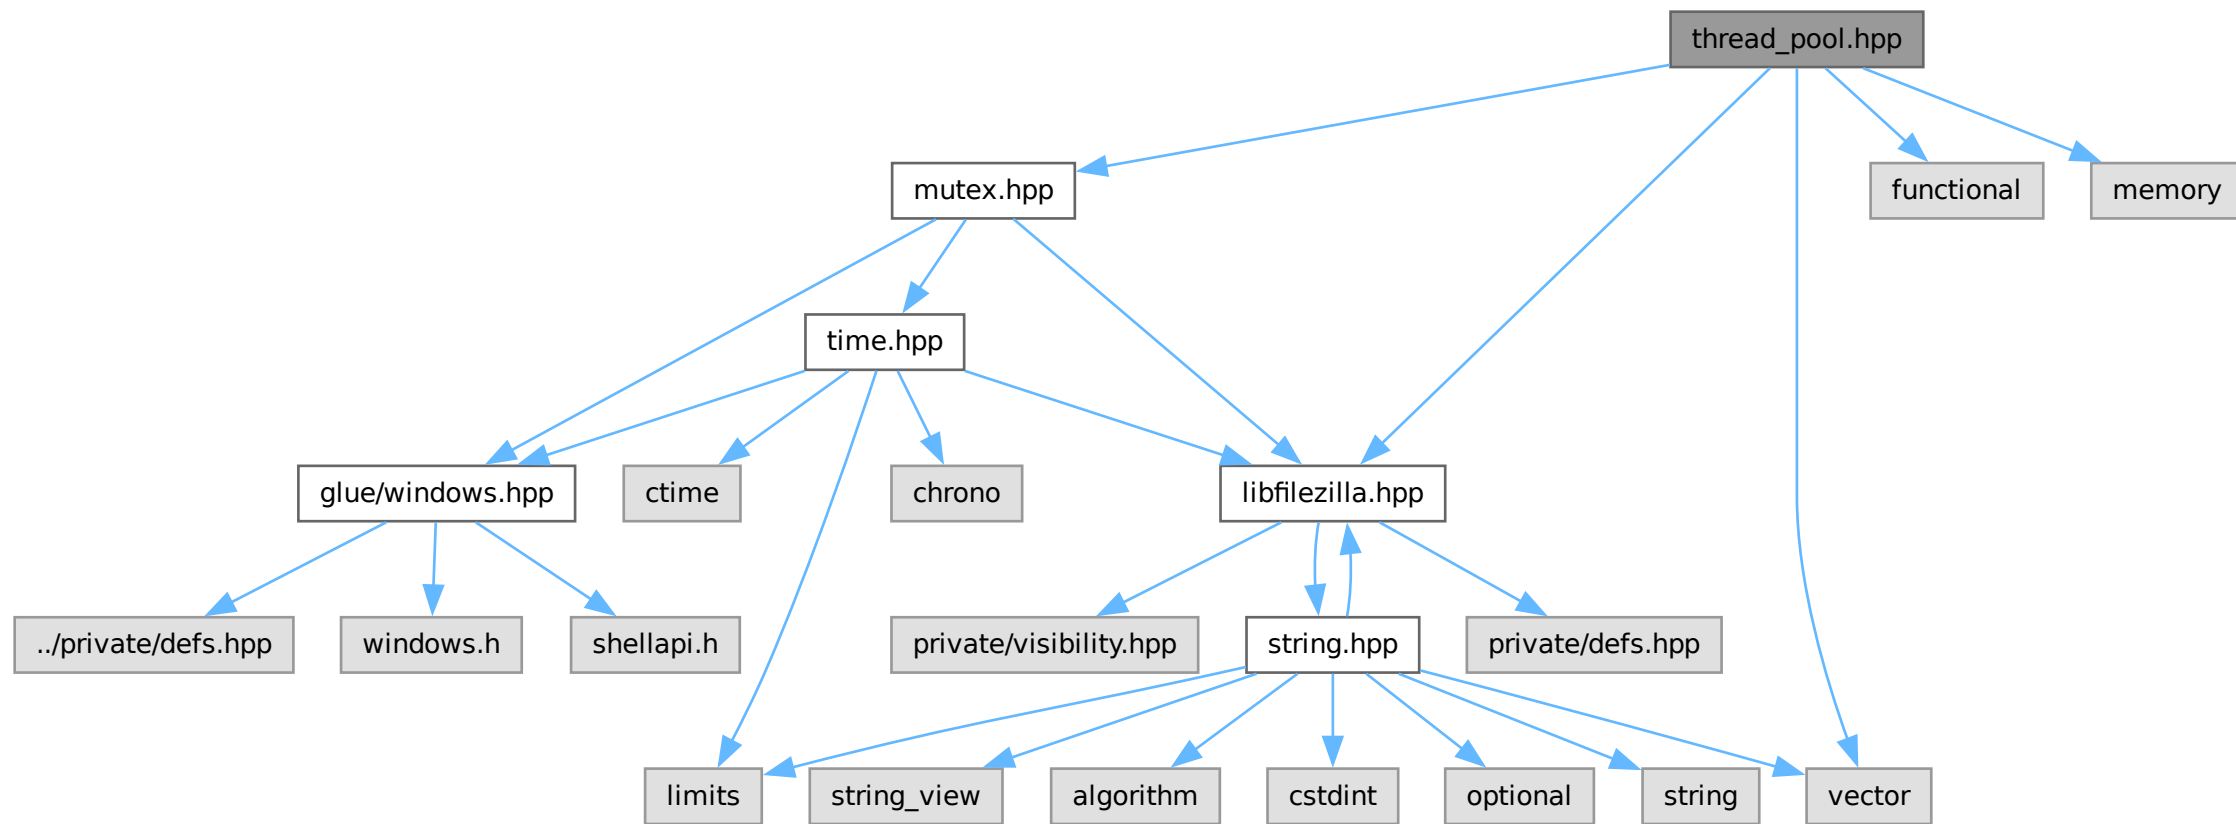 thread_pool.hpp
mutex.hpp
functional
memory
time.hpp
glue/windows.hpp
ctime
chrono
libfilezilla.hpp
../private/defs.hpp
windows.h
shellapi.h
private/visibility.hpp
string.hpp
private/defs.hpp
limits
string_view
algorithm
cstdint
optional
string
vector